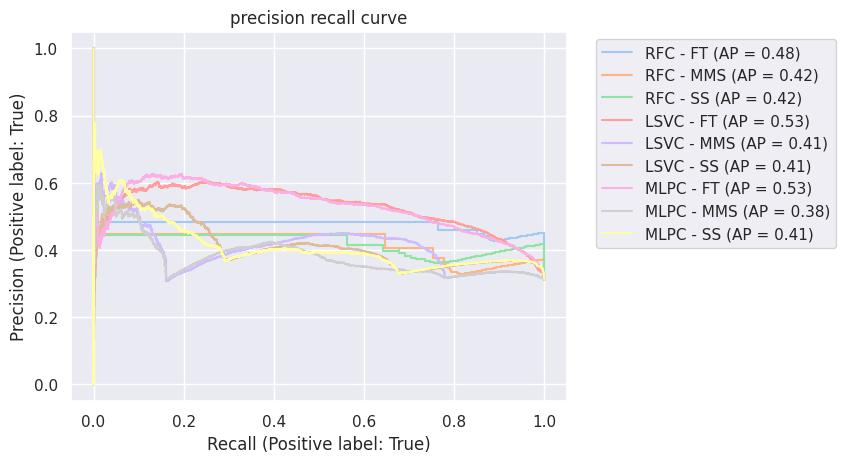 precision recall curve
1.0
0.8
0.6
0.4
0.2
0.0
Precision (Positive label: True)
0.0 0.2 0.4 0.6 0.8 1.0
Recall (Positive label: True)
RFC - FT (AP = 0.48)
RFC - MMS (AP = 0.42)
RFC - SS (AP = 0.42)
LSVC - FT (AP = 0.53)
LSVC - MMS (AP = 0.41)
LSVC - SS (AP = 0.41)
MLPC - FT (AP = 0.53)
MLPC - MMS (AP = 0.38)
MLPC - SS (AP = 0.41)